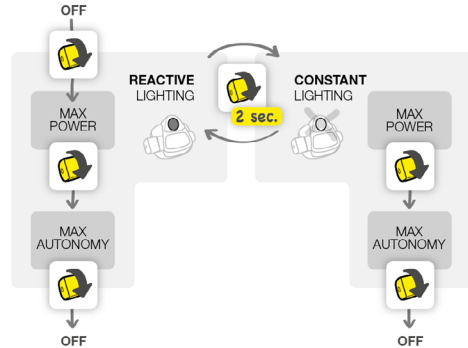 OFF
REACTIVE
LIGHTING
CONSTANT
LIGHTING
2 sec.
MAX
POWER
MAX
POWER
MAX
AUTONOMY
MAX
AUTONOMY
OFF
OFF